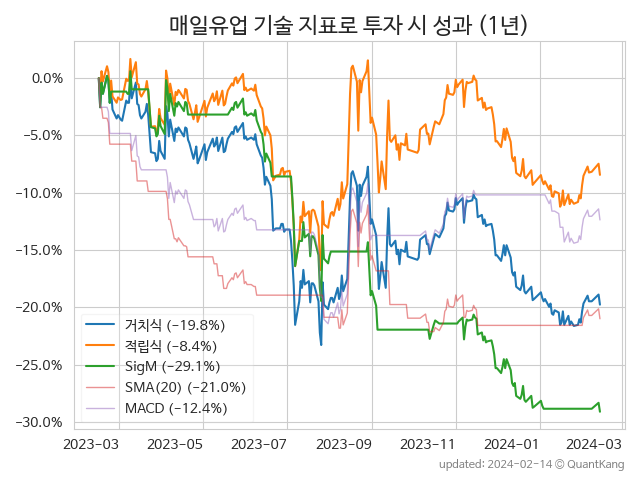 매일유업 기술 지표로 투자 시 성과 (1년)
0.0%
−5.0%
−10.0%
−15.0%
−20.0%
−25.0%
−30.0%
거치식 (−19.8%)
적립식 (−8.4%)
SigM (−29.1%)
SMA(20) (−21.0%)
MACD (−12.4%)
2023-03 2023-05 2023-07 2023-09 2023-11 2024-01 2024-03
updated: 2024-02-14 © QuantKang